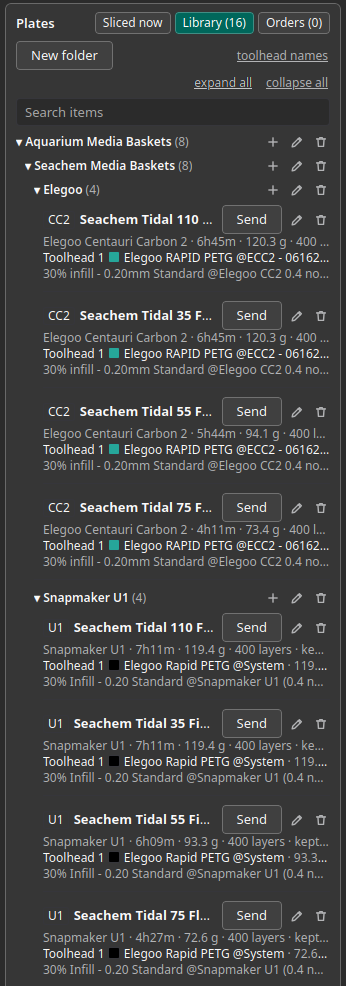 Plates Sliced now Library (16) Orders (0)
New folder toolhead names
expand all collapse all
Search items
▼ Aquarium Media Baskets (8)
▼ Seachem Media Baskets (8)
▼ Elegoo (4)
CC2 Seachem Tidal 110 ... Send
Elegoo Centauri Carbon 2 · 6h45m · 120.3 g · 400 ...
Toolhead 1 Elegoo RAPID PETG @ECC2 - 06162...
30% infill - 0.20mm Standard @Elegoo CC2 0.4 no...
CC2 Seachem Tidal 35 F... Send
Elegoo Centauri Carbon 2 · 6h45m · 120.3 g · 400 ...
Toolhead 1 Elegoo RAPID PETG @ECC2 - 06162...
30% infill - 0.20mm Standard @Elegoo CC2 0.4 no...
CC2 Seachem Tidal 55 F... Send
Elegoo Centauri Carbon 2 · 5h44m · 94.1 g · 400 l...
Toolhead 1 Elegoo RAPID PETG @ECC2 - 06162...
30% infill - 0.20mm Standard @Elegoo CC2 0.4 no...
CC2 Seachem Tidal 75 F... Send
Elegoo Centauri Carbon 2 · 4h11m · 73.4 g · 400 l...
Toolhead 1 Elegoo RAPID PETG @ECC2 - 06162...
30% infill - 0.20mm Standard @Elegoo CC2 0.4 no...
▼ Snapmaker U1 (4)
U1 Seachem Tidal 110 F... Send
Snapmaker U1 · 7h11m · 119.4 g · 400 layers · ke...
Toolhead 1 Elegoo Rapid PETG @System · 119....
30% Infill - 0.20 Standard @Snapmaker U1 (0.4 n...
U1 Seachem Tidal 35 Fi... Send
Snapmaker U1 · 7h11m · 119.4 g · 400 layers · ke...
Toolhead 1 Elegoo Rapid PETG @System · 119....
30% Infill - 0.20 Standard @Snapmaker U1 (0.4 n...
U1 Seachem Tidal 55 Fi... Send
Snapmaker U1 · 6h09m · 93.3 g · 400 layers · kept...
Toolhead 1 Elegoo Rapid PETG @System · 93.3...
30% Infill - 0.20 Standard @Snapmaker U1 (0.4 n...
U1 Seachem Tidal 75 Fi... Send
Snapmaker U1 · 4h27m · 72.6 g · 400 layers · kept...
Toolhead 1 Elegoo Rapid PETG @System · 72.6...
30% Infill - 0.20 Standard @Snapmaker U1 (0.4 n...